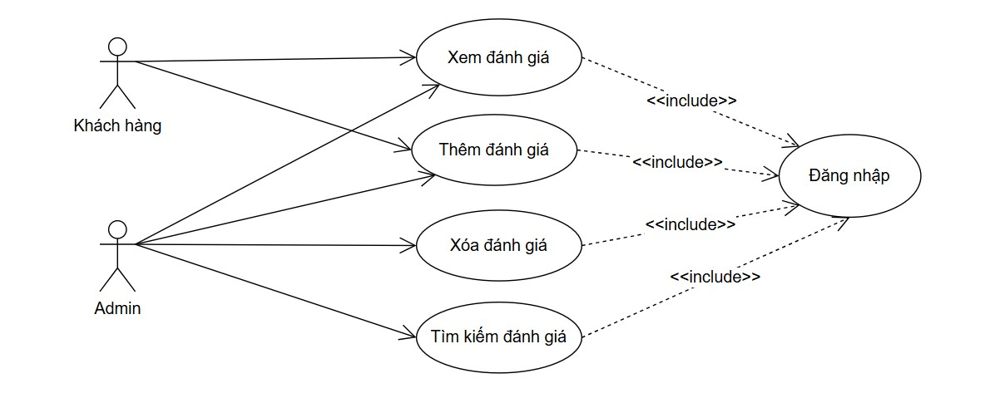 Xem đánh giá
<<include>>
Khách hàng
Thêm đánh giá
<<include>>
Đăng nhập
<<include>>
Xóa đánh giá
<<include>>
Admin
Tìm kiếm đánh giá